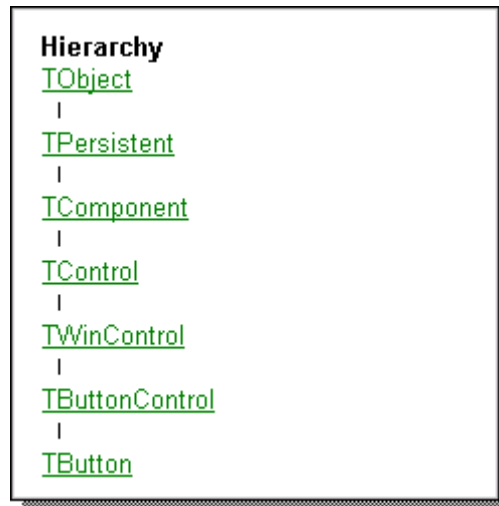 Hierarchy
TObject
|
TPersistent
|
TComponent
|
TControl
|
TWinControl
|
TButtonControl
|
TButton